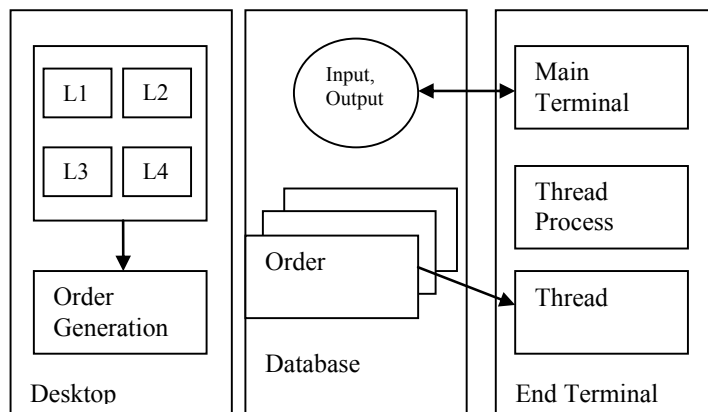 L1
L2
L3
L4
Order
Generation
Desktop
Input,
Output
Order
Database
Main
Terminal
Thread
Process
Thread
End Terminal